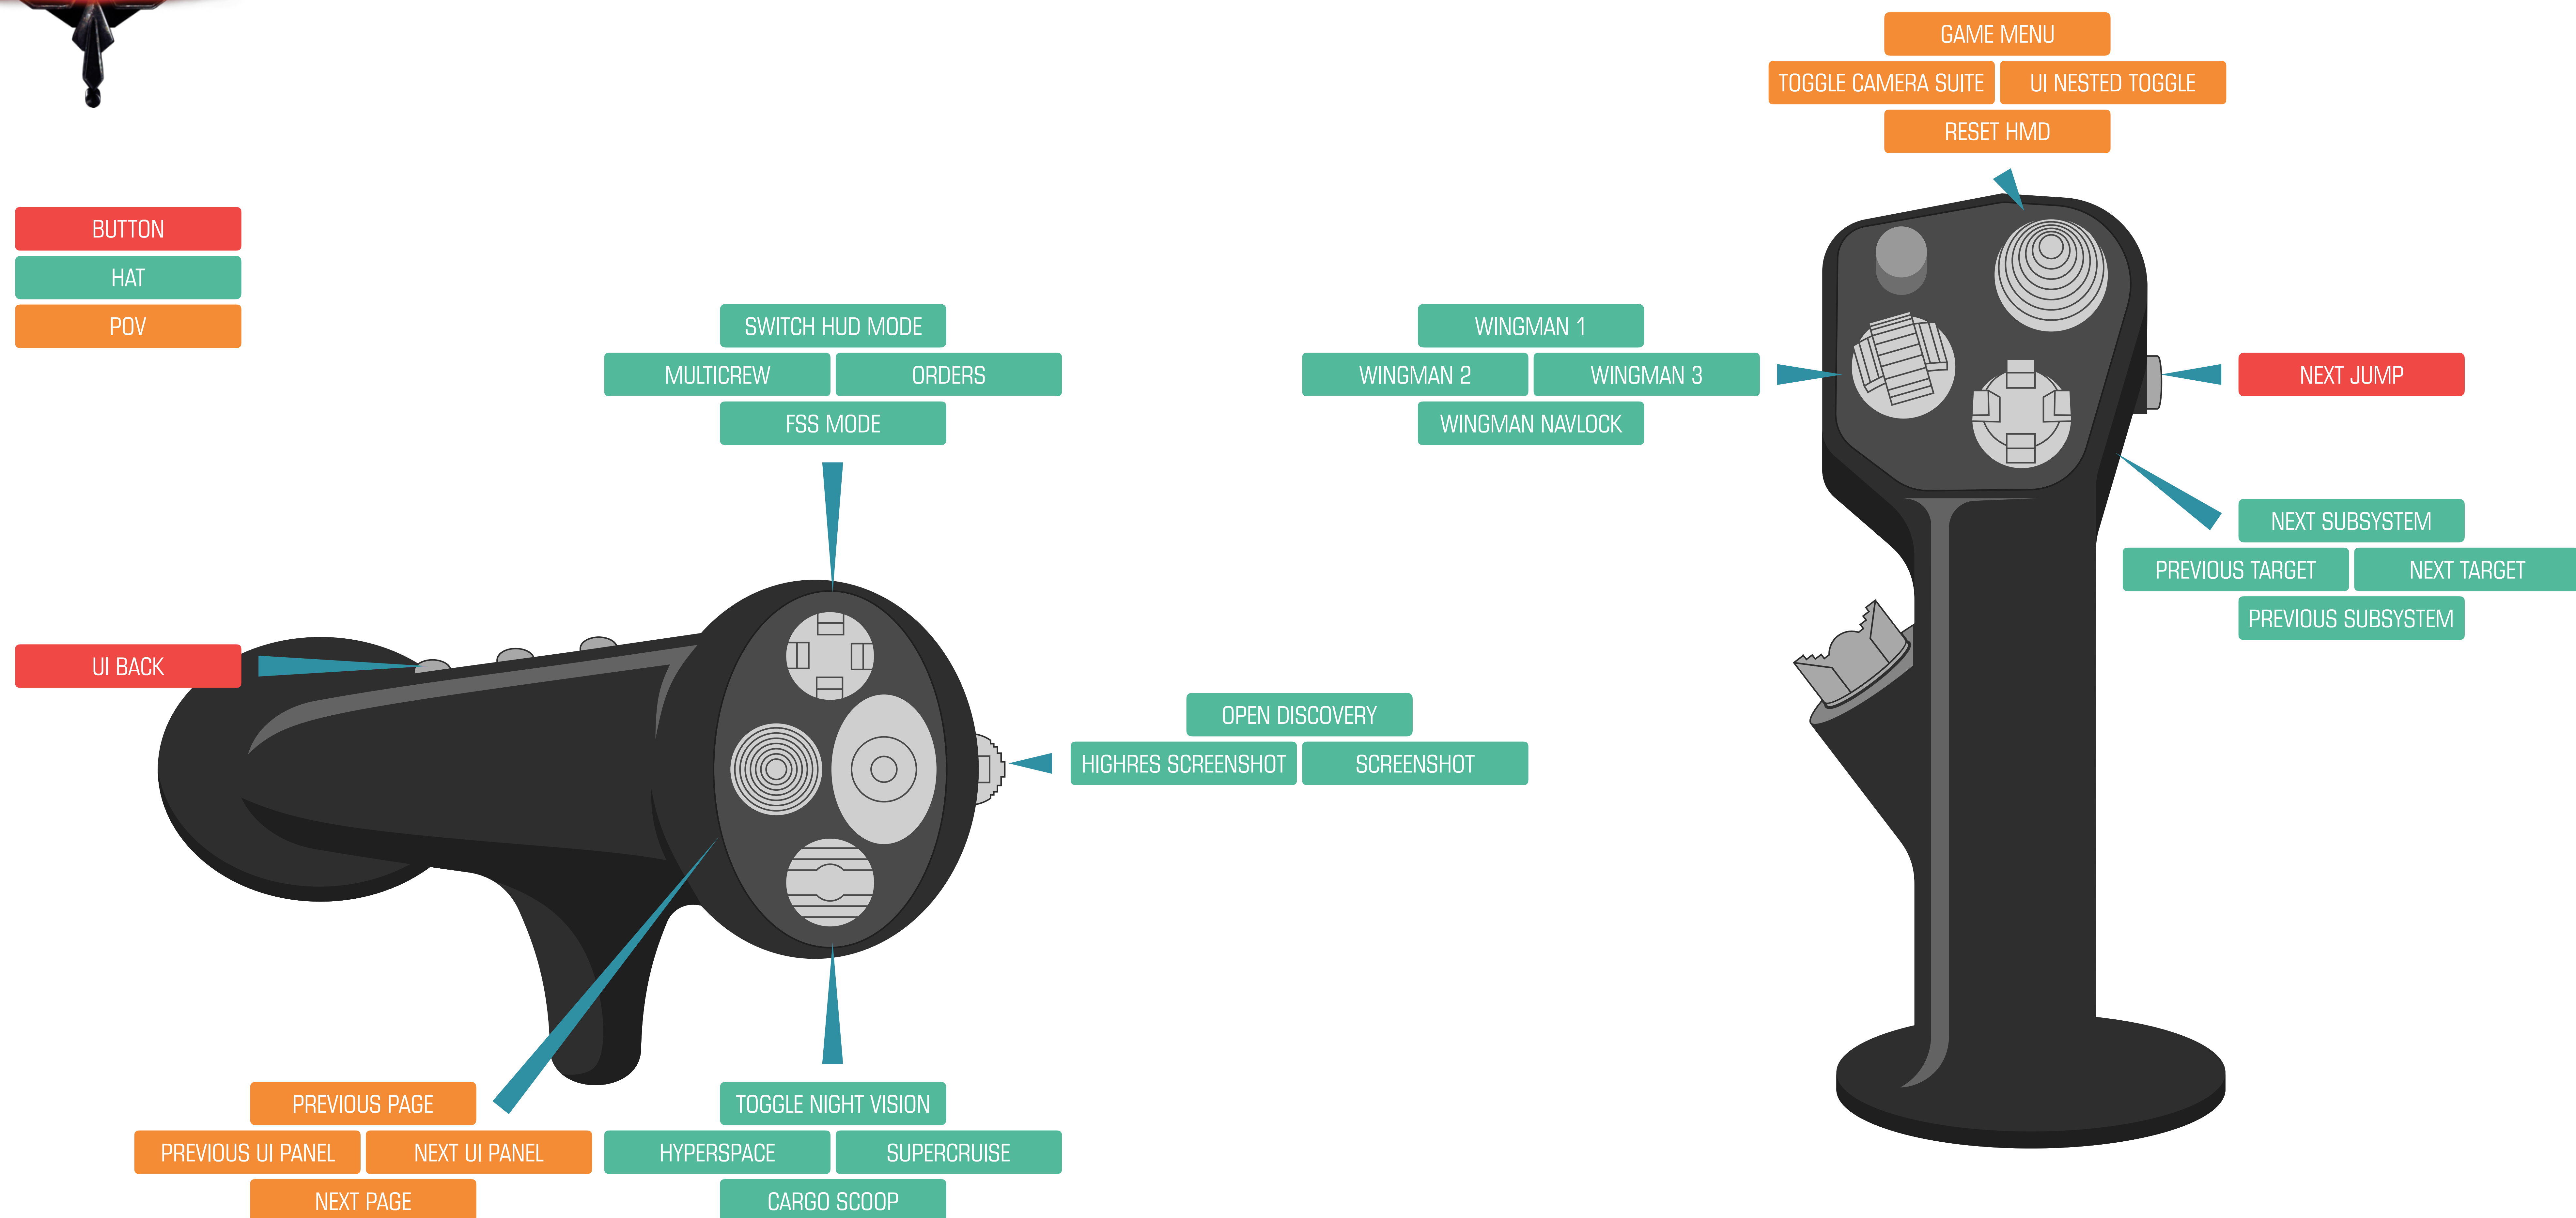 GAME MENU
TOGGLE CAMERA SUITE
UI NESTED TOGGLE
RESET HMD
BUTTON
HAT
POV
SWITCH HUD MODE
MULTICREW
ORDERS
FSS MODE
WINGMAN 1
WINGMAN 2
WINGMAN 3
WINGMAN NAVLOCK
NEXT JUMP
NEXT SUBSYSTEM
PREVIOUS TARGET
NEXT TARGET
PREVIOUS SUBSYSTEM
UI BACK
OPEN DISCOVERY
HIGHRES SCREENSHOT
SCREENSHOT
PREVIOUS PAGE
PREVIOUS UI PANEL
NEXT UI PANEL
NEXT PAGE
TOGGLE NIGHT VISION
HYPERSPACE
SUPERCRUISE
CARGO SCOOP